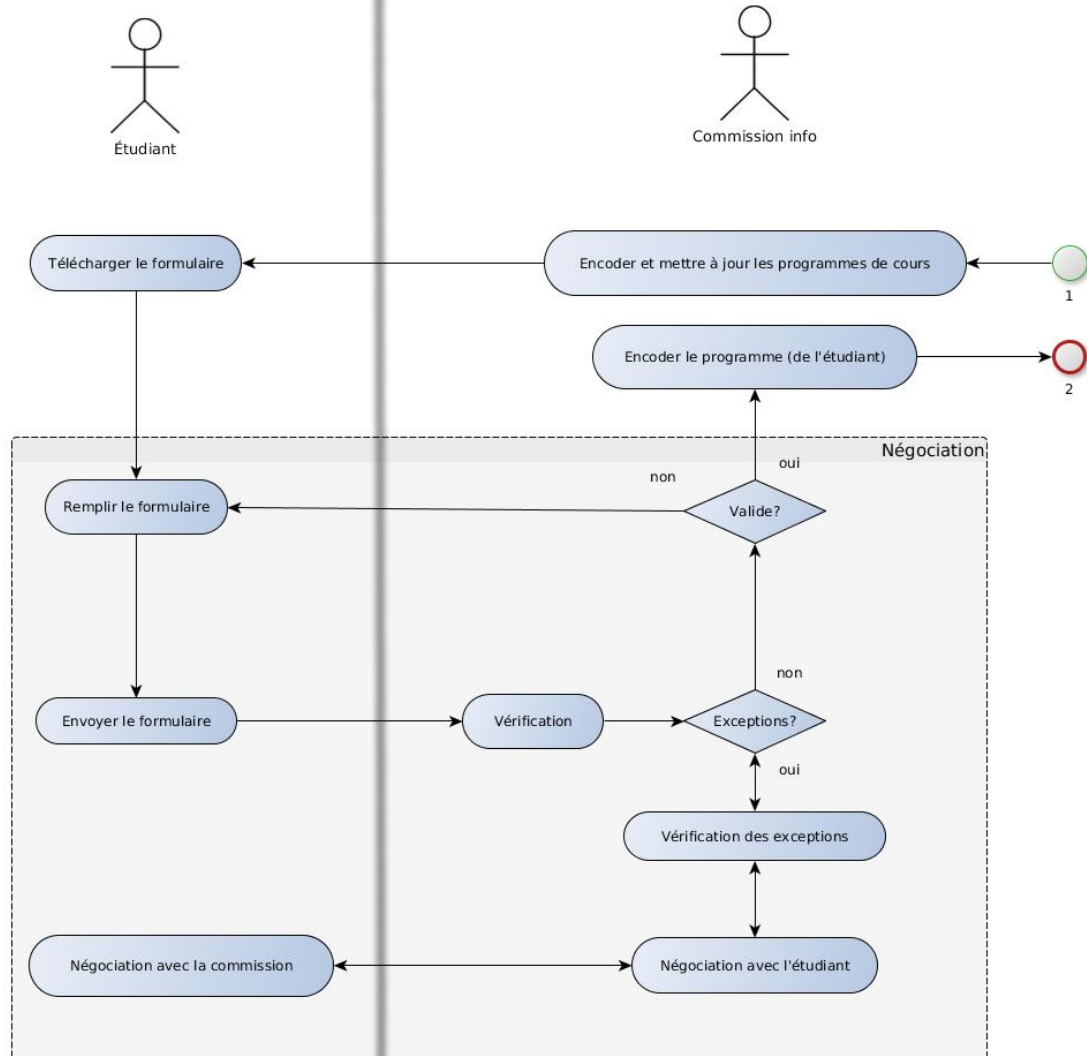 Étudiant
Commission info
Télécharger le formulaire
Encoder et mettre à jour les programmes de cours
1
Encoder le programme (de l'étudiant)
2
Négociation
non
oui
Remplir le formulaire
Valide?
non
Envoyer le formulaire
Vérification
Exceptions?
oui
Vérification des exceptions
Négociation avec la commission
Négociation avec l'étudiant